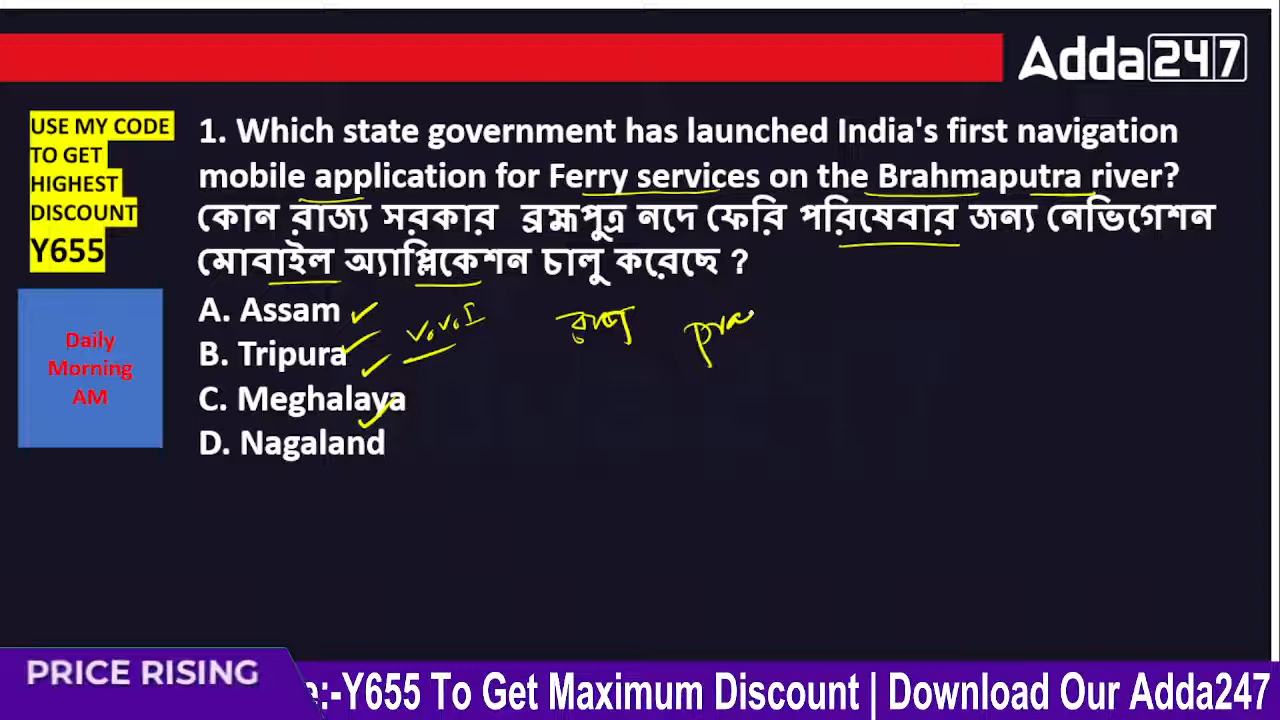 Adda247
USE MY CODE
TO GET
HIGHEST
DISCOUNT
Y655
1. Which state government has launched India's first navigation
mobile application for Ferry services on the Brahmaputra river?
কোন রাজ্য সরকার ব্রহ্মপুত্র নদে ফেরি পরিষেবার জন্য নেভিগেশন
মোবাইল অ্যাপ্লিকেশন চালু করেছে ?
A. Assam
B. Tripura
C. Meghalaya
D. Nagaland
V.V.I
pra
Daily
Morning
AM
PRICE RISING
e:-Y655 To Get Maximum Discount | Download Our Adda247